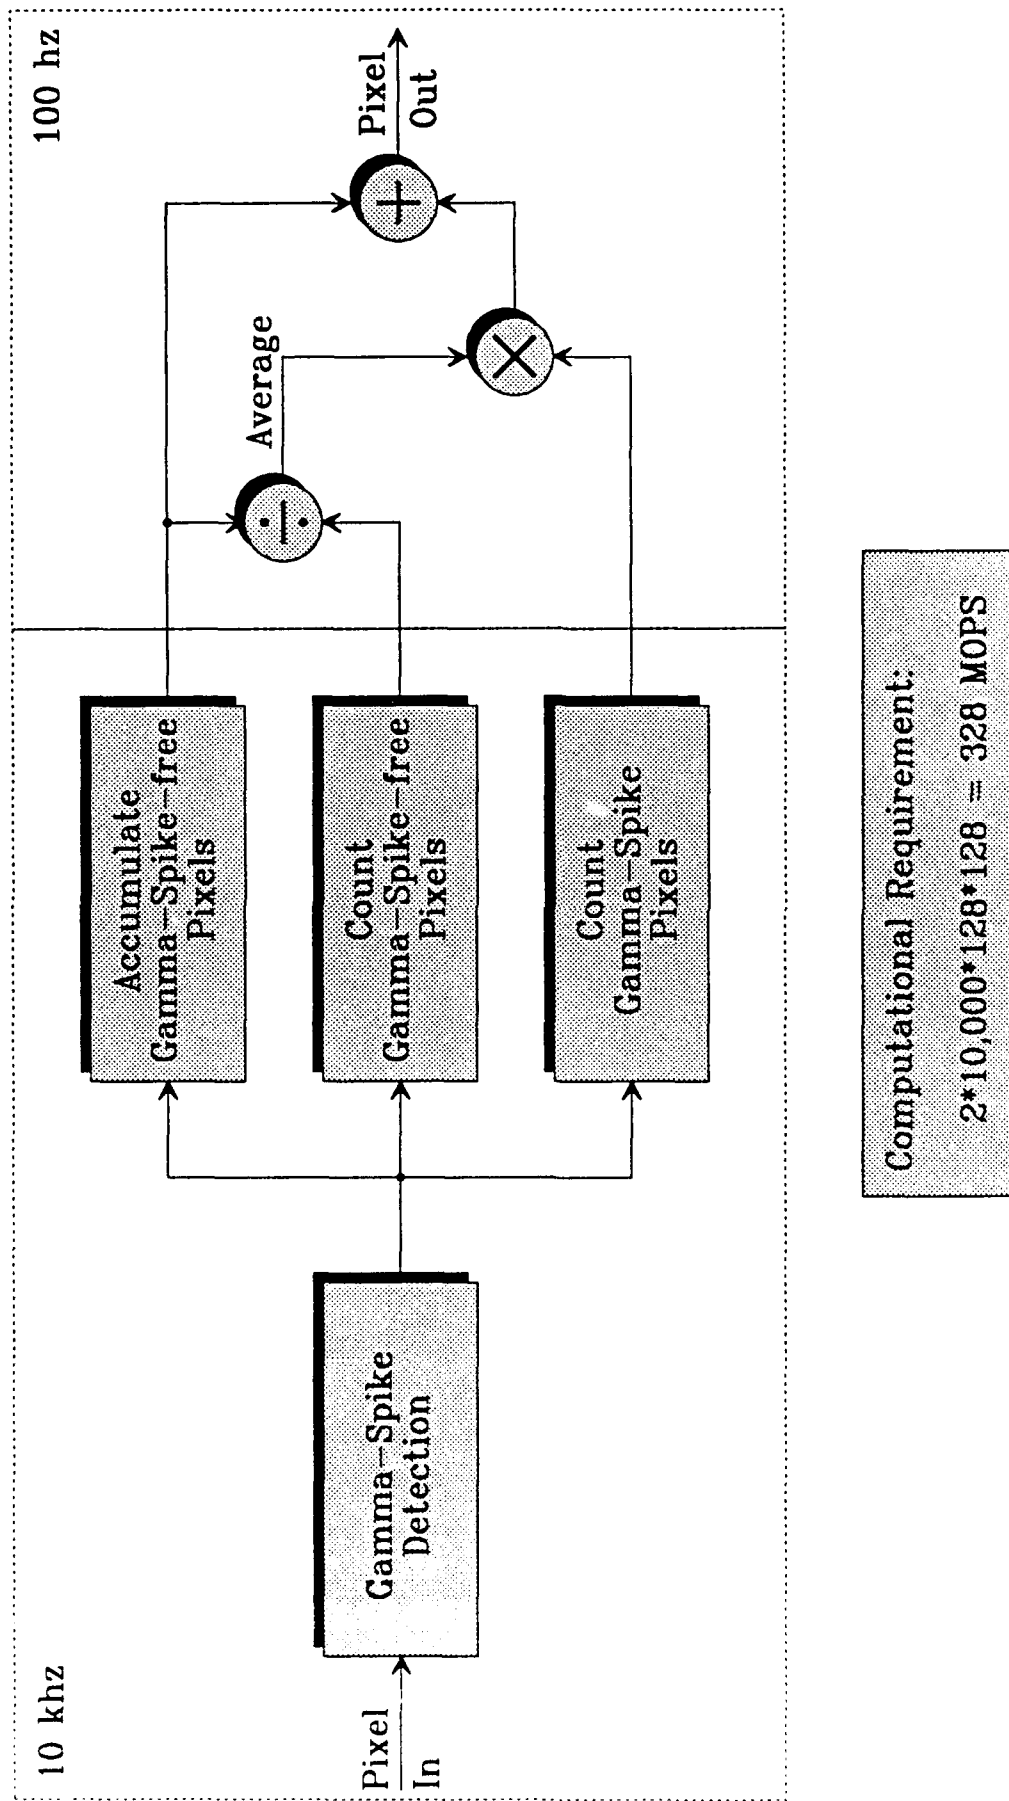 10 khz
100 hz
Pixel
In
Gamma-Spike
Detection
Accumulate
Gamma-Spike-free
Pixels
Count
Gamma-Spike-free
Pixels
Count
Gamma-Spike
Pixels
Average
Pixel
Out
Computational Requirement:
2*10,000*128*128 = 328 MOPS